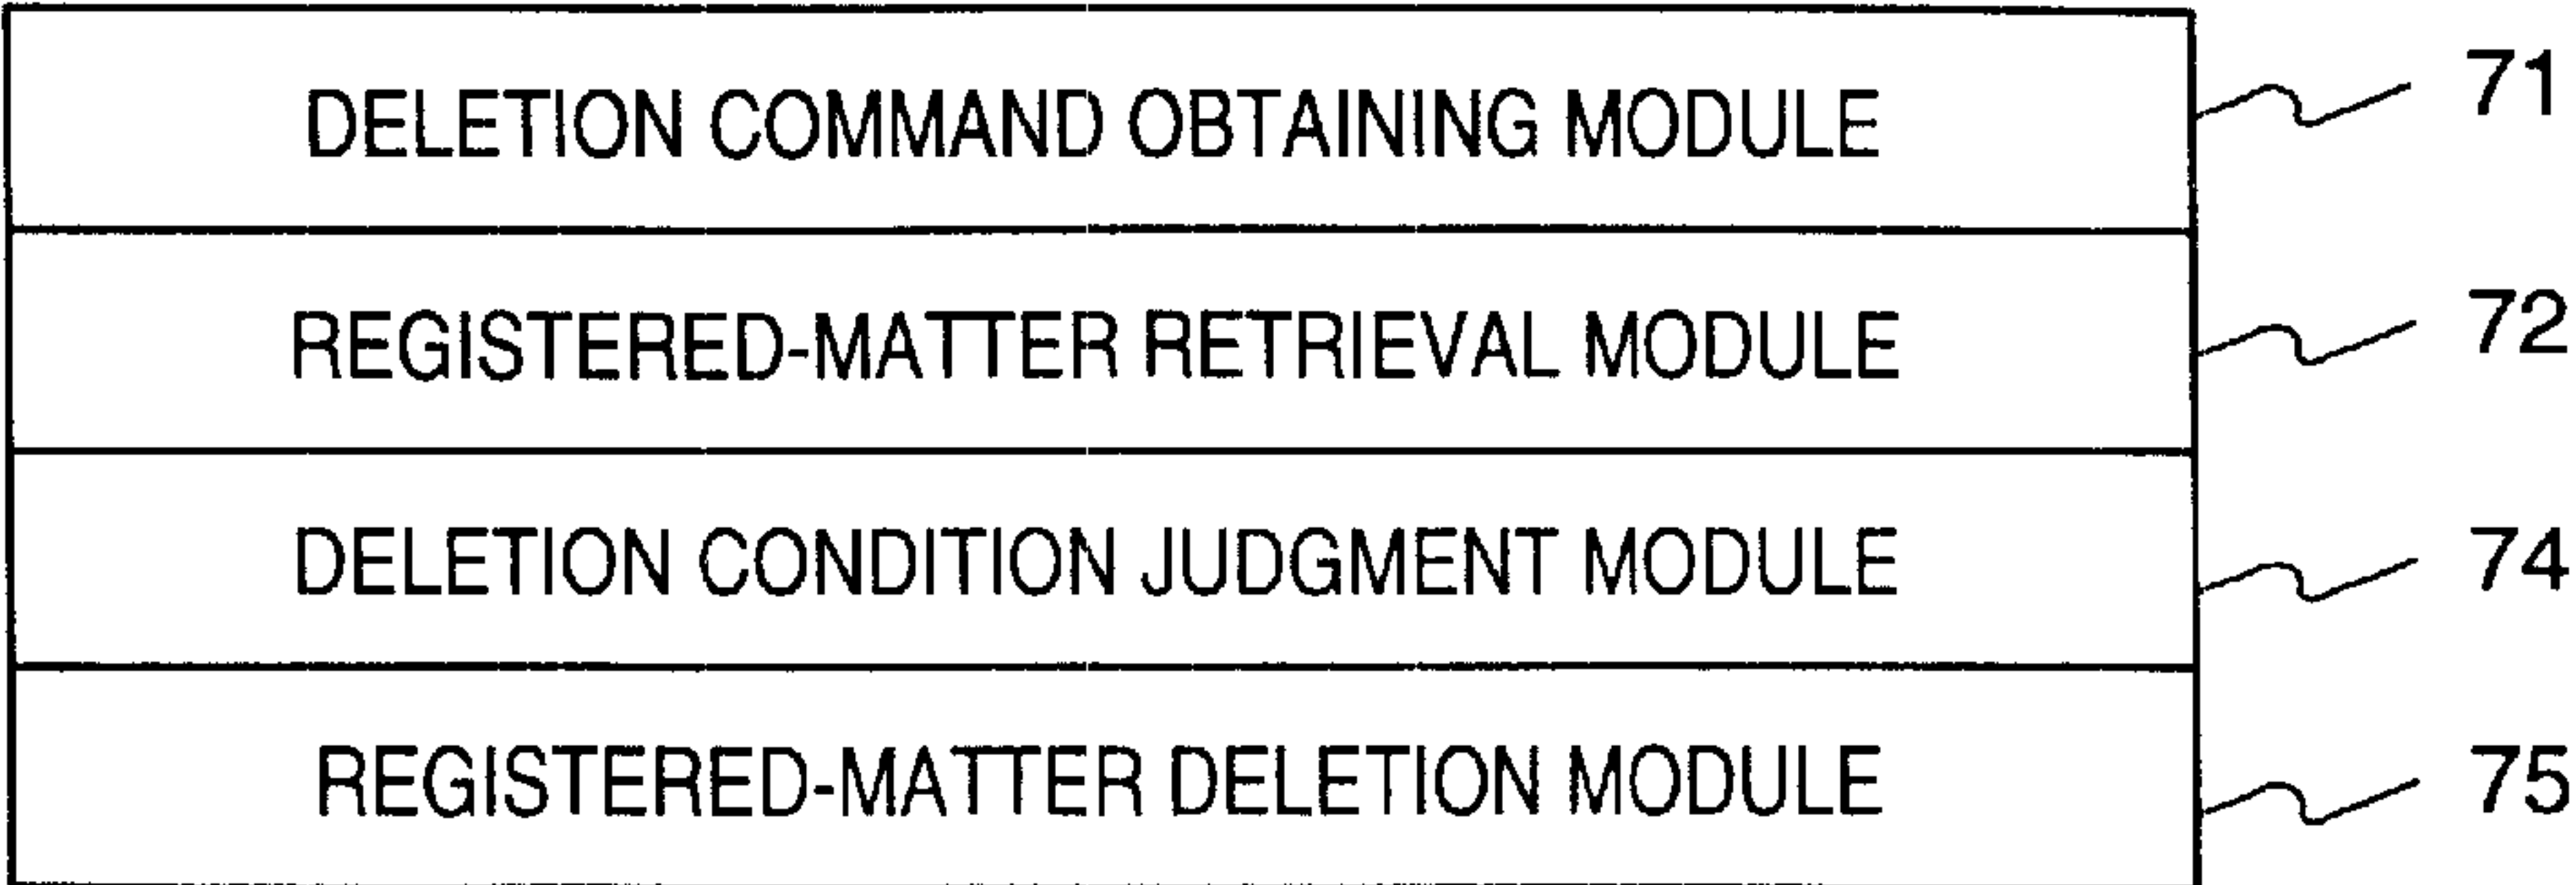 DELETION COMMAND OBTAINING MODULE 71
REGISTERED-MATTER RETRIEVAL MODULE 72
DELETION CONDITION JUDGMENT MODULE 74
REGISTERED-MATTER DELETION MODULE 75